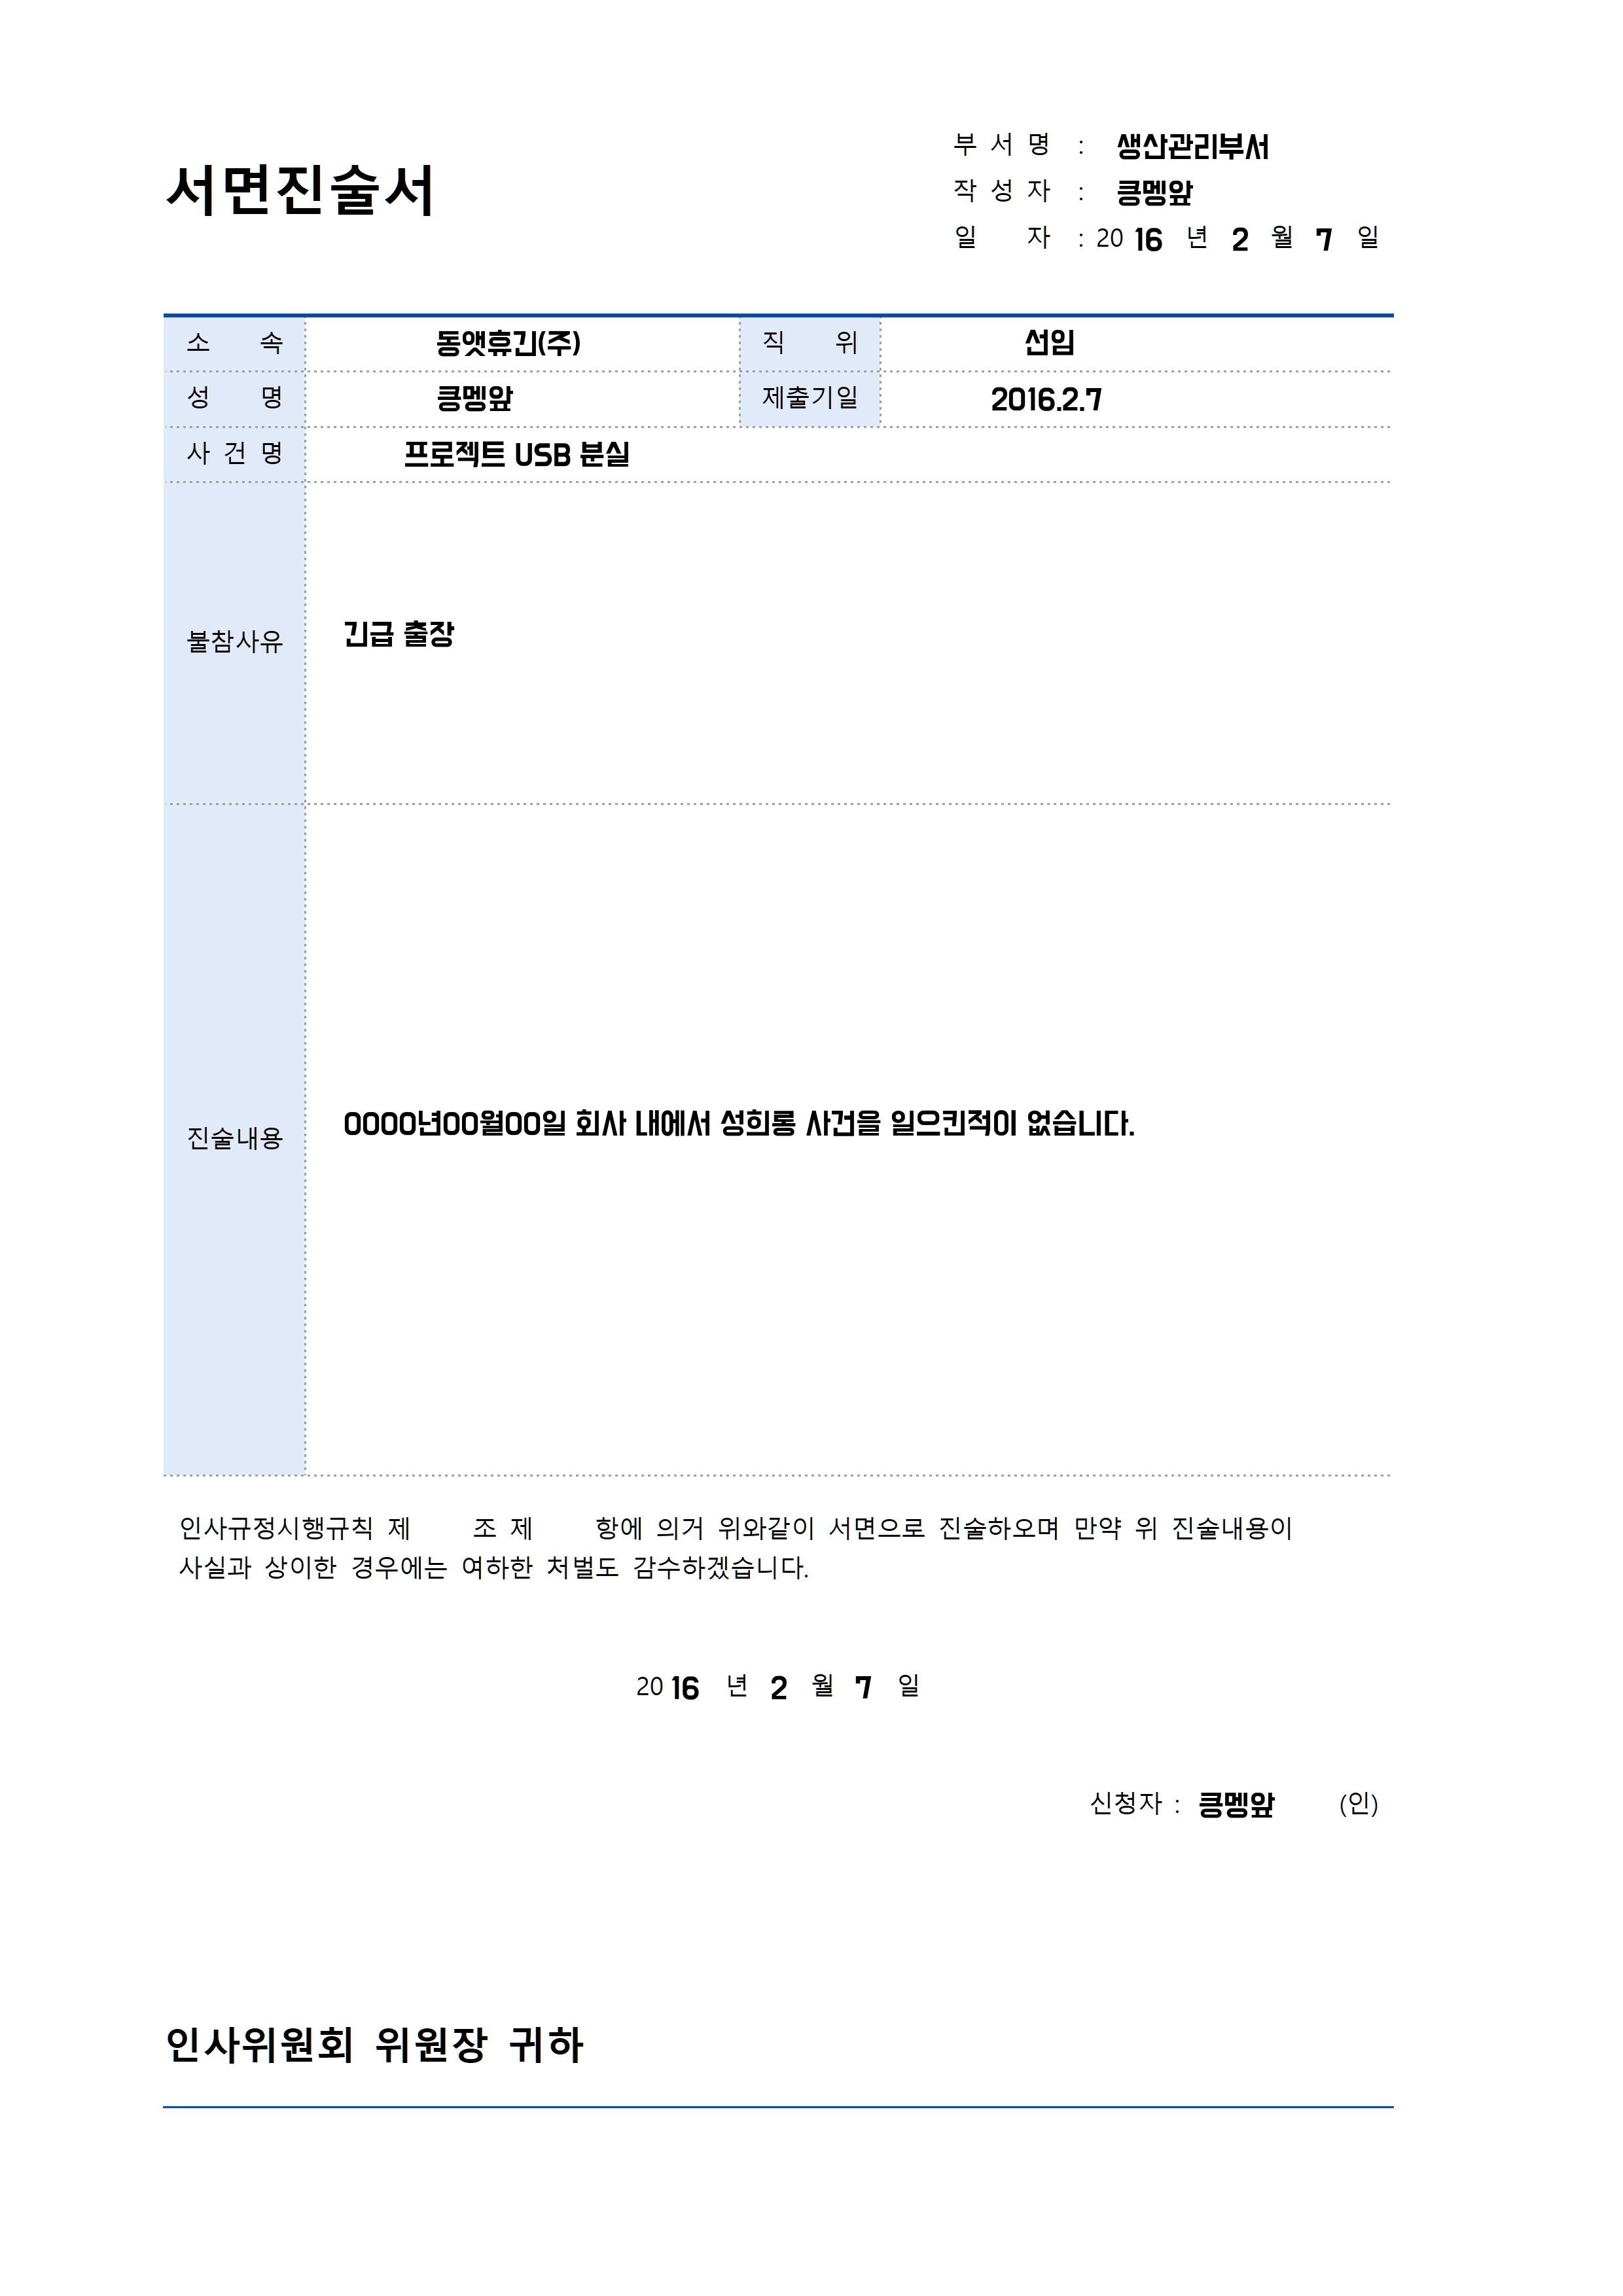 서면진술서
부 서 명 : 생산관리부서
작 성 자 : 킁멩앞
일 자 : 20 16 년 2 월 7 일
소 속 동앳휴긴(주) 직 위 선임
성 명 킁멩앞 제출기일 2016.2.7
사 건 명 프로젝트 USB 분실
불참사유 긴급 출장
진술내용 0000년00월00일 회사 내에서 성희롱 사건을 일으킨적이 없습니다.
인사규정시행규칙 제 조 제 항에 의거 위와같이 서면으로 진술하오며 만약 위 진술내용이
사실과 상이한 경우에는 여하한 처벌도 감수하겠습니다.
20 16 년 2 월 7 일
신청자 : 킁멩앞 (인)
인사위원회 위원장 귀하